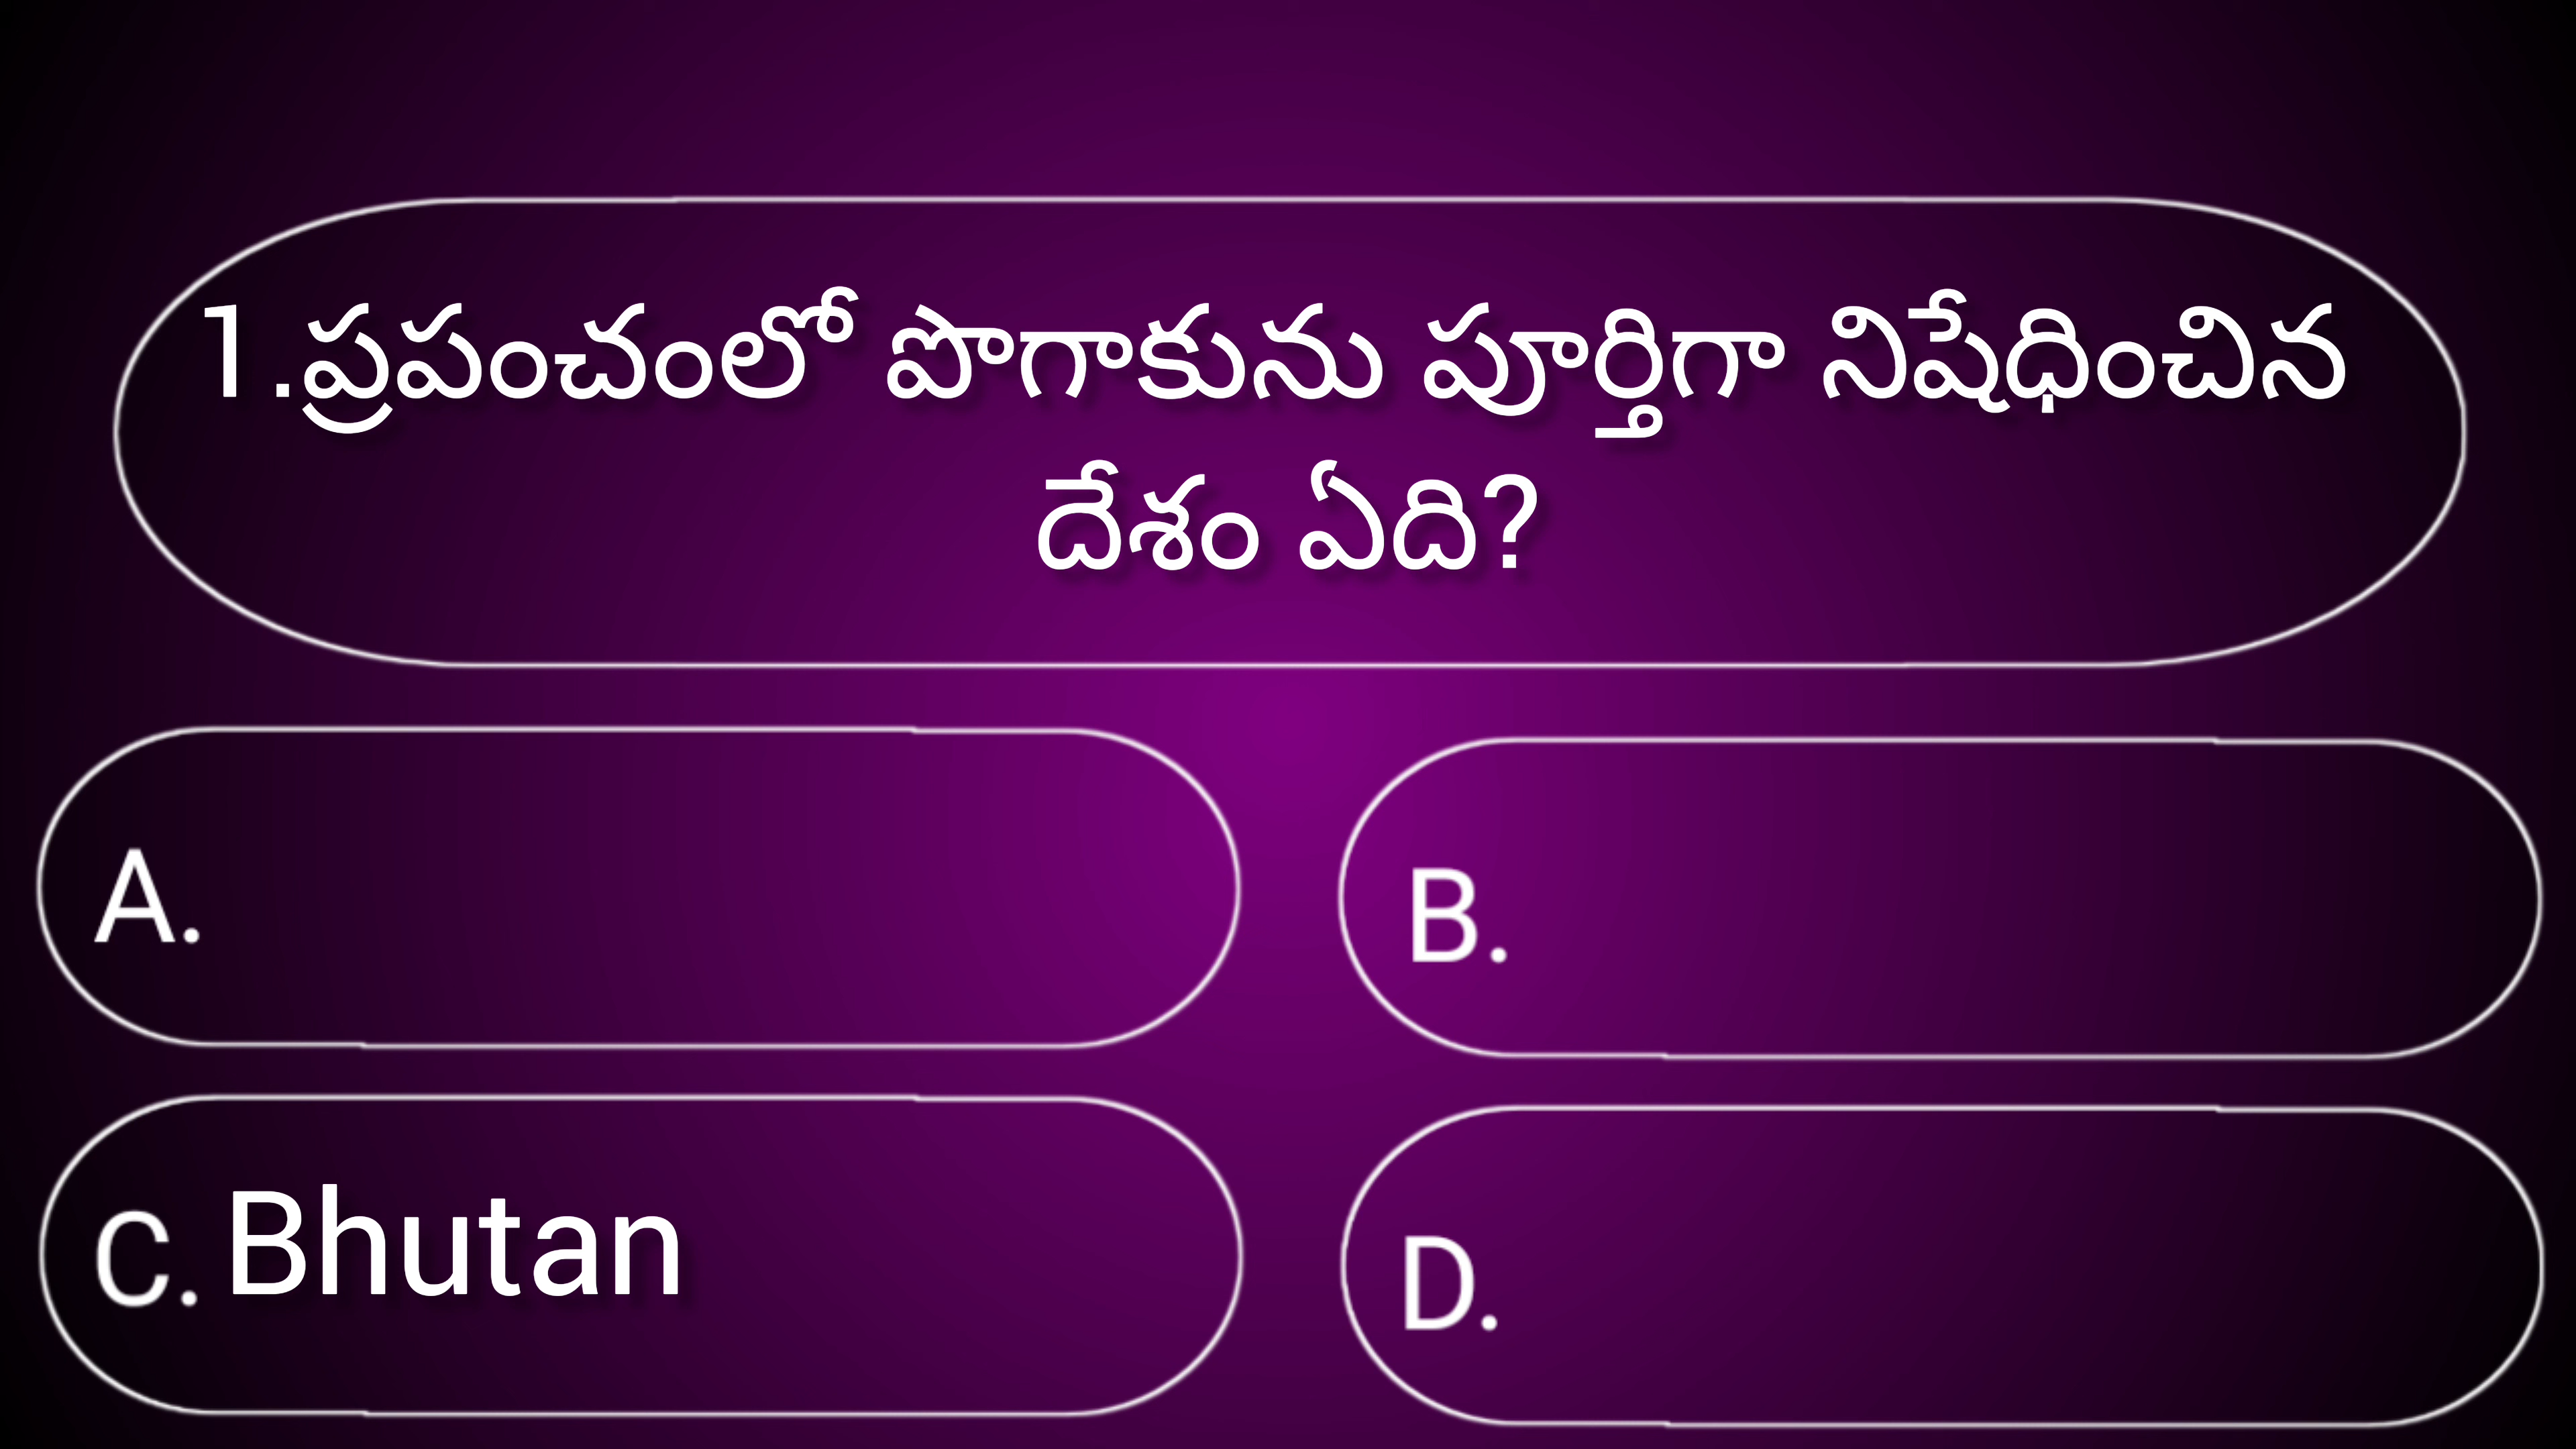 1.ప్రపంచంలో పొగాకును పూర్తిగా నిషేధించిన
దేశం ఏది?
A.
B.
C. Bhutan
D.